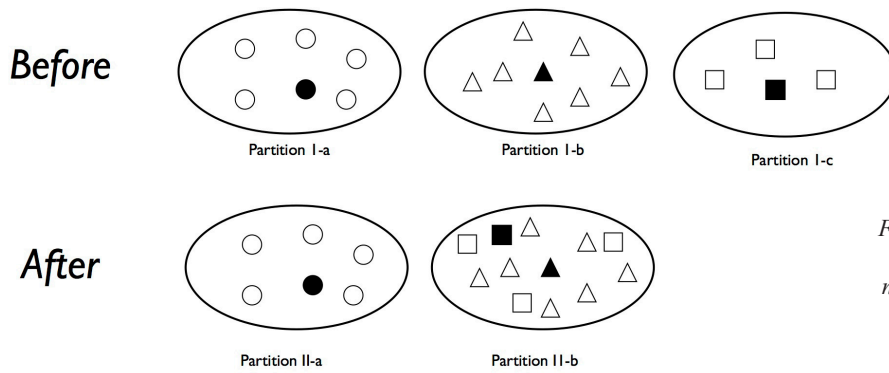 Before
Partition I-a
Partition I-b
Partition I-c
After
F
n
Partition II-a
Partition II-b